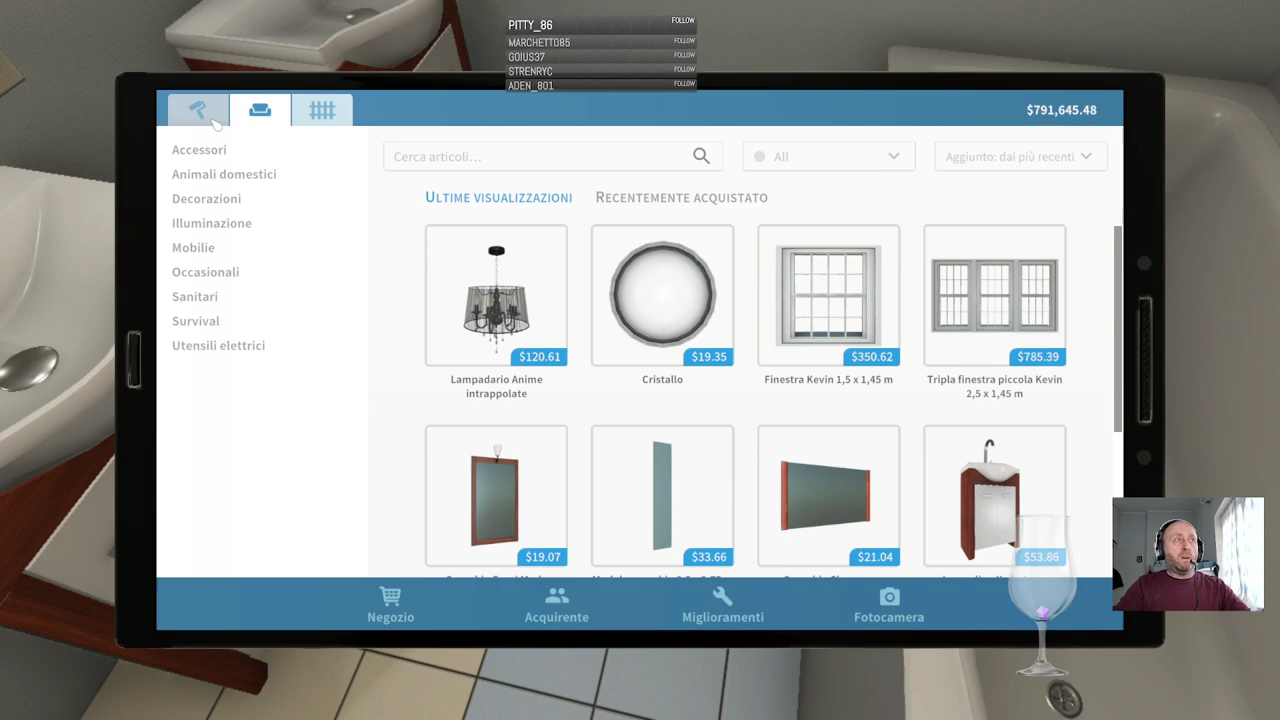 PITTY_86 FOLLOW
MARCHETTO85 FOLLOW
GOIUS37 FOLLOW
STRENRYC FOLLOW
ADEN_801 FOLLOW
$791,645.48
Accessori
Animali domestici
Decorazioni
Illuminazione
Mobilie
Occasionali
Sanitari
Survival
Utensili elettrici
Cerca articoli...
All
Aggiunto: dai più recenti
ULTIME VISUALIZZAZIONI
RECENTEMENTE ACQUISTATO
$120.61
$19.35
$350.62
$785.39
Lampadario Anime
intrappolate
Cristallo
Finestra Kevin 1,5 x 1,45 m
Tripla finestra piccola Kevin
2,5 x 1,45 m
$19.07
$33.66
$21.04
$53.86
Negozio
Acquirente
Miglioramenti
Fotocamera